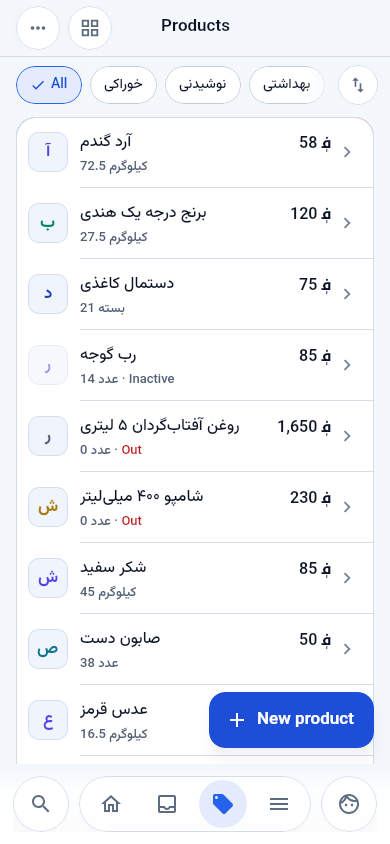 Products
All
خوراکی
نوشیدنی
بهداشتی
آ
آرد گندم
58 ؋
72.5 کیلوگرم
ب
برنج درجه یک هندی
120 ؋
27.5 کیلوگرم
د
دستمال کاغذی
75 ؋
21 بسته
ر
رب گوجه
85 ؋
14 عدد · Inactive
ر
روغن آفتاب‌گردان ۵ لیتری
1,650 ؋
0 عدد · Out
ش
شامپو ۴۰۰ میلی‌لیتر
230 ؋
0 عدد · Out
ش
شکر سفید
85 ؋
45 کیلوگرم
ص
صابون دست
50 ؋
38 عدد
ع
عدس قرمز
16.5 کیلوگرم
New product